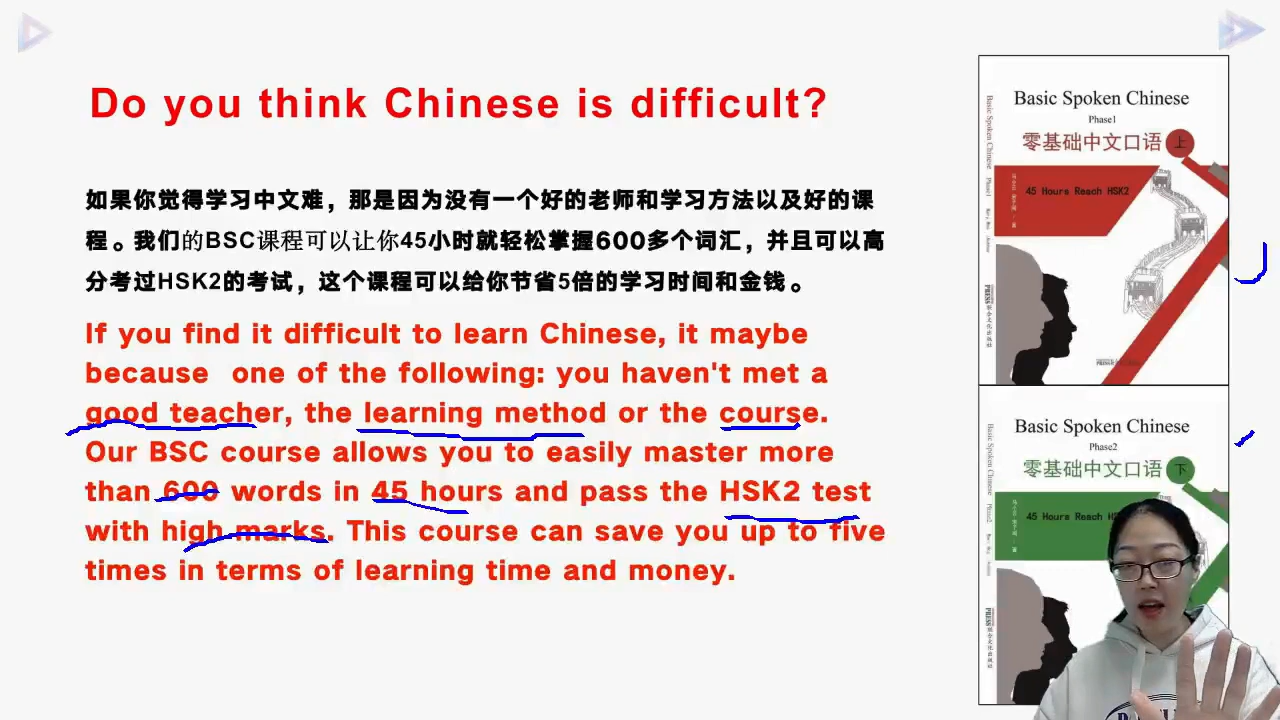 Do you think Chinese is difficult?
如果你觉得学习中文难，那是因为没有一个好的老师和学习方法以及好的课
程。我们的BSC课程可以让你45小时就轻松掌握600多个词汇，并且可以高
分考过HSK2的考试，这个课程可以给你节省5倍的学习时间和金钱。
If you find it difficult to learn Chinese, it maybe
because one of the following: you haven't met a
good teacher, the learning method or the course.
Our BSC course allows you to easily master more
than 600 words in 45 hours and pass the HSK2 test
with high marks. This course can save you up to five
times in terms of learning time and money.
Basic Spoken Chinese
Phase1
零基础中文口语 上
45 Hours Reach HSK2
Basic Spoken Chinese Phase1
Basic Spoken Chinese
Phase2
零基础中文口语 下
45 Hours Reach
Basic Spoken Chinese Phase2